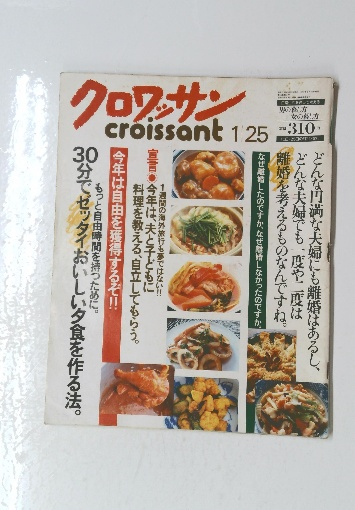 クロワッサン
croissant 1/25
310
どんな円満な夫婦にも離婚はあるし、
どんな夫婦でも、一度や二度は
離婚を考えるものなんですね。
なぜ離婚したのですか、なぜ離婚しなかったのですか。
1週間の海外旅行も夢ではない!!
宣言●今年は、夫と子どもに
料理を教える、自立してもらう。
今年は自由を獲得するぞ!!
もっと自由時間を持つために。
30分で、ゼッタイおいしい夕食を作る法。